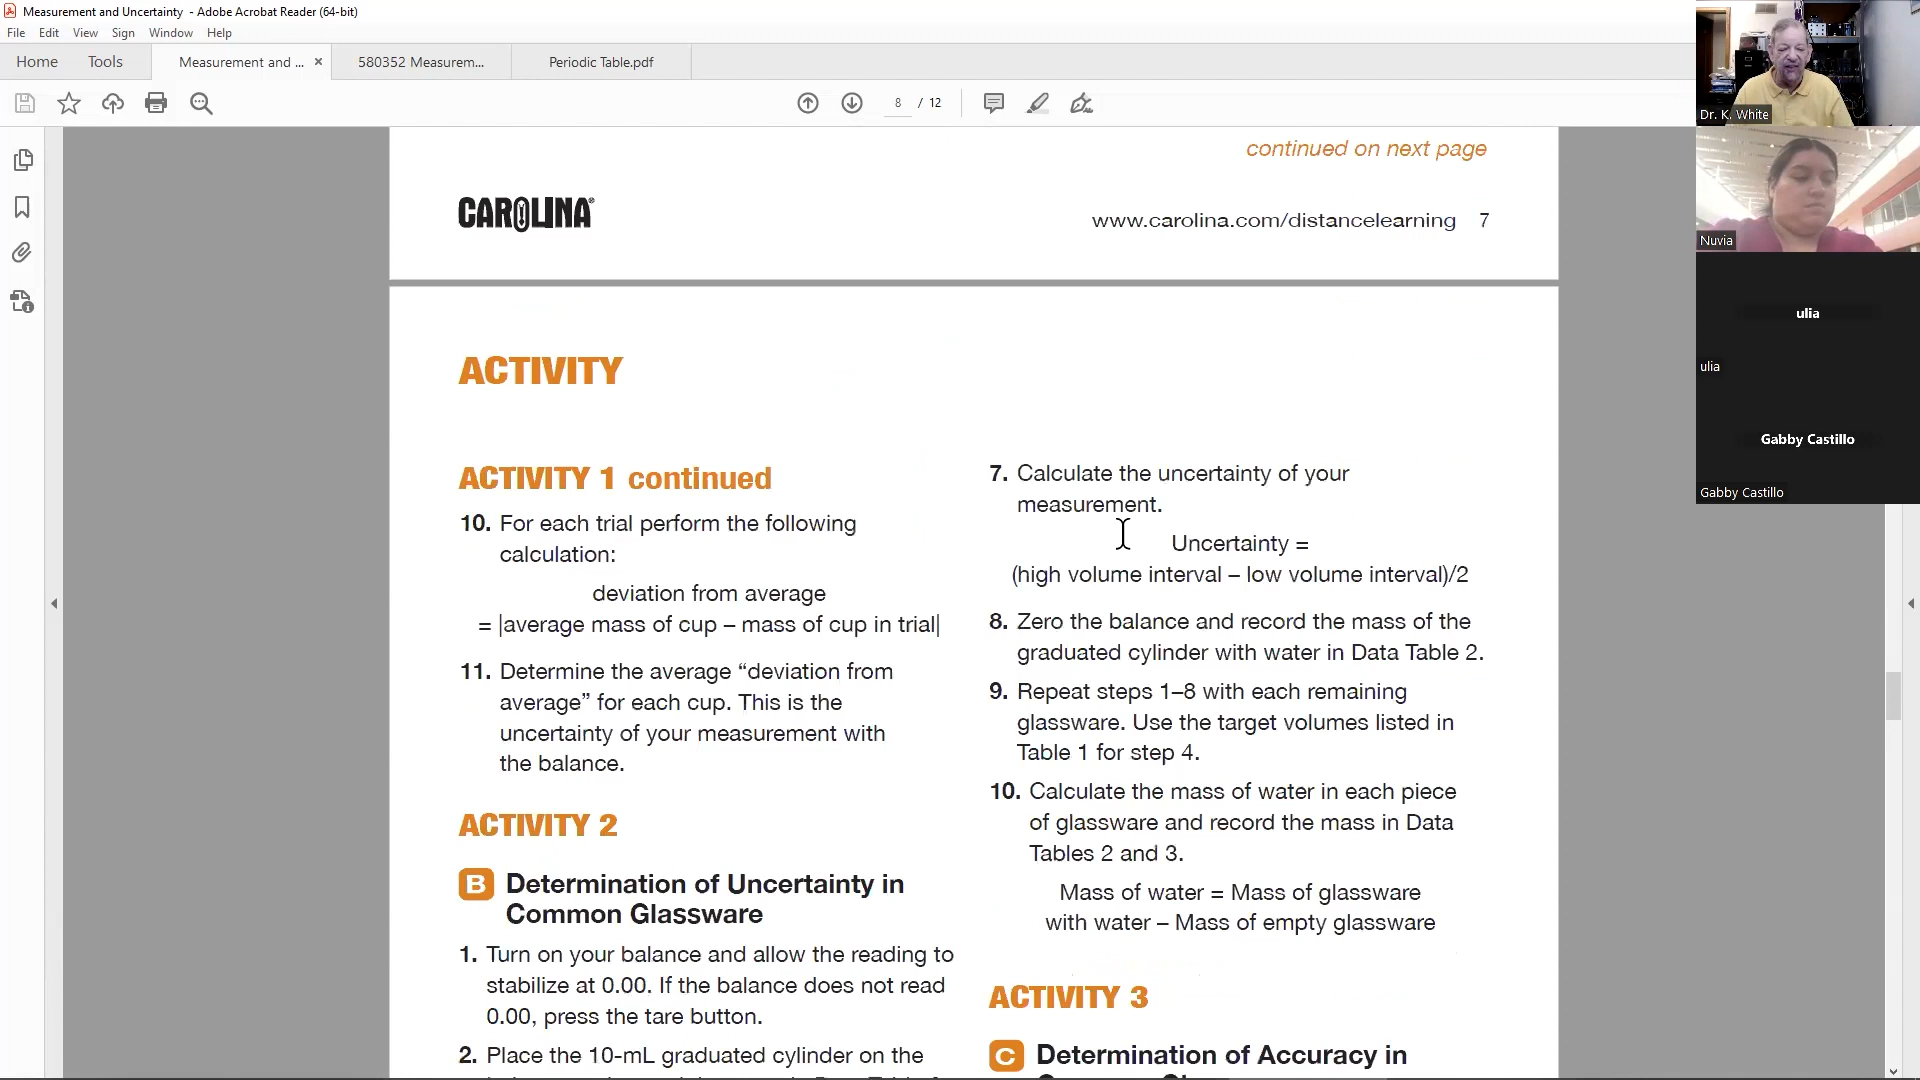 Measurement and Uncertainty - Adobe Acrobat Reader (64-bit)
File Edit View Sign Window Help
Home Tools Measurement and ... × 580352 Measurem... Periodic Table.pdf
8 / 12
continued on next page
CAROLINA®
www.carolina.com/distancelearning 7
ACTIVITY
ACTIVITY 1 continued
10. For each trial perform the following
calculation:
deviation from average
= |average mass of cup – mass of cup in trial|
11. Determine the average “deviation from
average” for each cup. This is the
uncertainty of your measurement with
the balance.
ACTIVITY 2
B Determination of Uncertainty in
Common Glassware
1. Turn on your balance and allow the reading to
stabilize at 0.00. If the balance does not read
0.00, press the tare button.
2. Place the 10-mL graduated cylinder on the
7. Calculate the uncertainty of your
measurement.
Uncertainty =
(high volume interval – low volume interval)/2
8. Zero the balance and record the mass of the
graduated cylinder with water in Data Table 2.
9. Repeat steps 1–8 with each remaining
glassware. Use the target volumes listed in
Table 1 for step 4.
10. Calculate the mass of water in each piece
of glassware and record the mass in Data
Tables 2 and 3.
Mass of water = Mass of glassware
with water – Mass of empty glassware
ACTIVITY 3
C Determination of Accuracy in
Dr. K. White
Nuvia
ulia
ulia
Gabby Castillo
Gabby Castillo